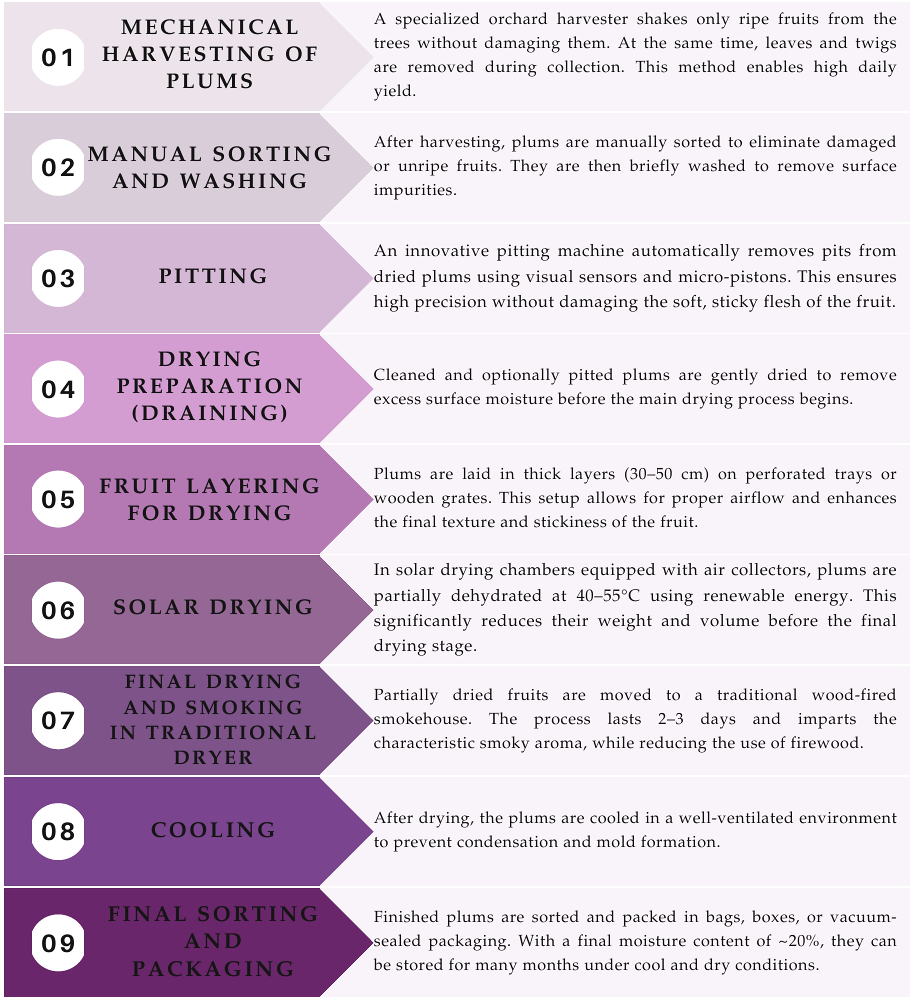 01
MECHANICAL
HARVESTING OF
PLUMS
A specialized orchard harvester shakes only ripe fruits from the
trees without damaging them. At the same time, leaves and twigs
are removed during collection. This method enables high daily
yield.
02
MANUAL SORTING
AND WASHING
After harvesting, plums are manually sorted to eliminate damaged
or unripe fruits. They are then briefly washed to remove surface
impurities.
03
PITTING
An innovative pitting machine automatically removes pits from
dried plums using visual sensors and micro-pistons. This ensures
high precision without damaging the soft, sticky flesh of the fruit.
04
DRYING
PREPARATION
(DRAINING)
Cleaned and optionally pitted plums are gently dried to remove
excess surface moisture before the main drying process begins.
05
FRUIT LAYERING
FOR DRYING
Plums are laid in thick layers (30–50 cm) on perforated trays or
wooden grates. This setup allows for proper airflow and enhances
the final texture and stickiness of the fruit.
06
SOLAR DRYING
In solar drying chambers equipped with air collectors, plums are
partially dehydrated at 40–55°C using renewable energy. This
significantly reduces their weight and volume before the final
drying stage.
07
FINAL DRYING
AND SMOKING
IN TRADITIONAL
DRYER
Partially dried fruits are moved to a traditional wood-fired
smokehouse. The process lasts 2–3 days and imparts the
characteristic smoky aroma, while reducing the use of firewood.
08
COOLING
After drying, the plums are cooled in a well-ventilated environment
to prevent condensation and mold formation.
09
FINAL SORTING
AND
PACKAGING
Finished plums are sorted and packed in bags, boxes, or vacuum-
sealed packaging. With a final moisture content of ~20%, they can
be stored for many months under cool and dry conditions.